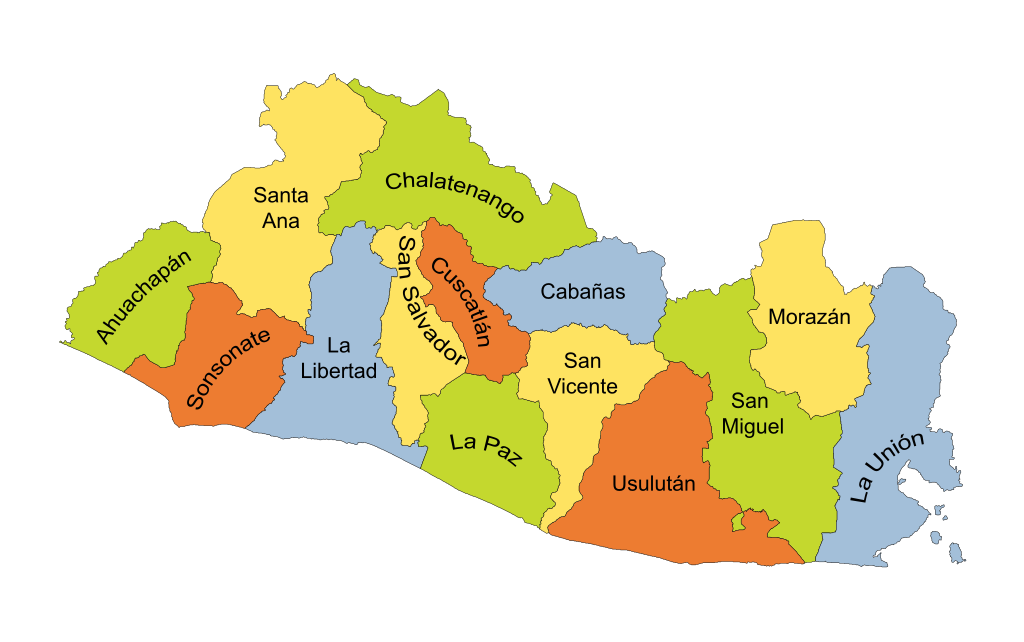 Chalatenango
Santa
Ana
Ahuachapán
San Salvador
Cuscatlán
Cabañas
Morazán
Sonsonate
La
Libertad
San
Vicente
San
Miguel
La Paz
La Unión
Usulután